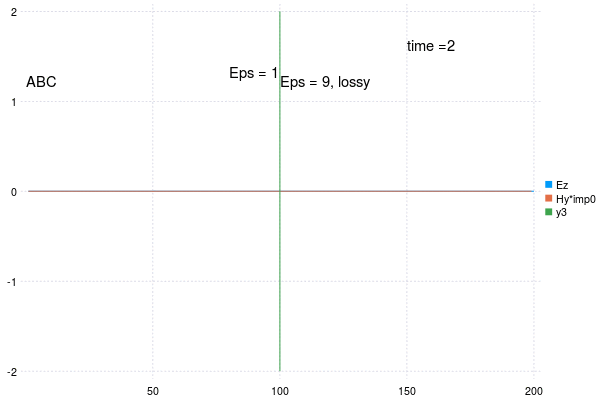 2
time =2
Eps = 1
ABC
Eps = 9, lossy
1
Ez
0
Hy*imp0
y3
-1
-2
50
100
150
200